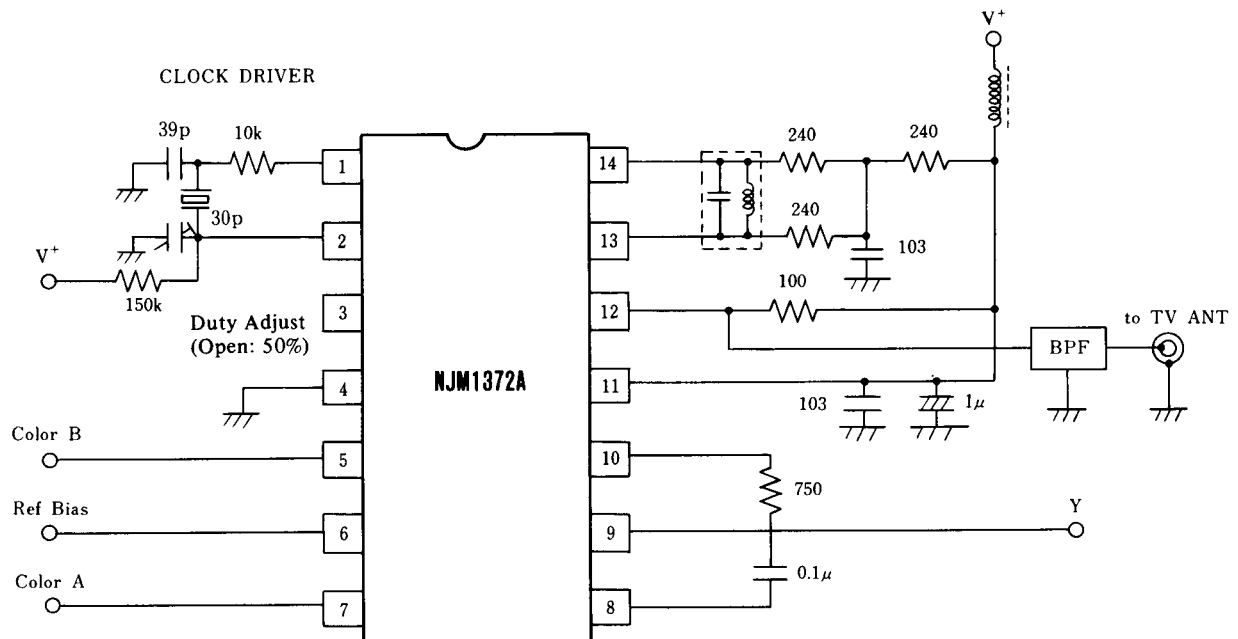 V+
CLOCK DRIVER
39p
10k
240
240
1
14
30p
240
2
13
103
V+
150k
100
3
12
to TV ANT
Duty Adjust
(Open: 50%)
BPF
NJM1372A
4
11
103
1μ
Color B
5
10
750
Ref Bias
Y
6
9
0.1μ
Color A
7
8